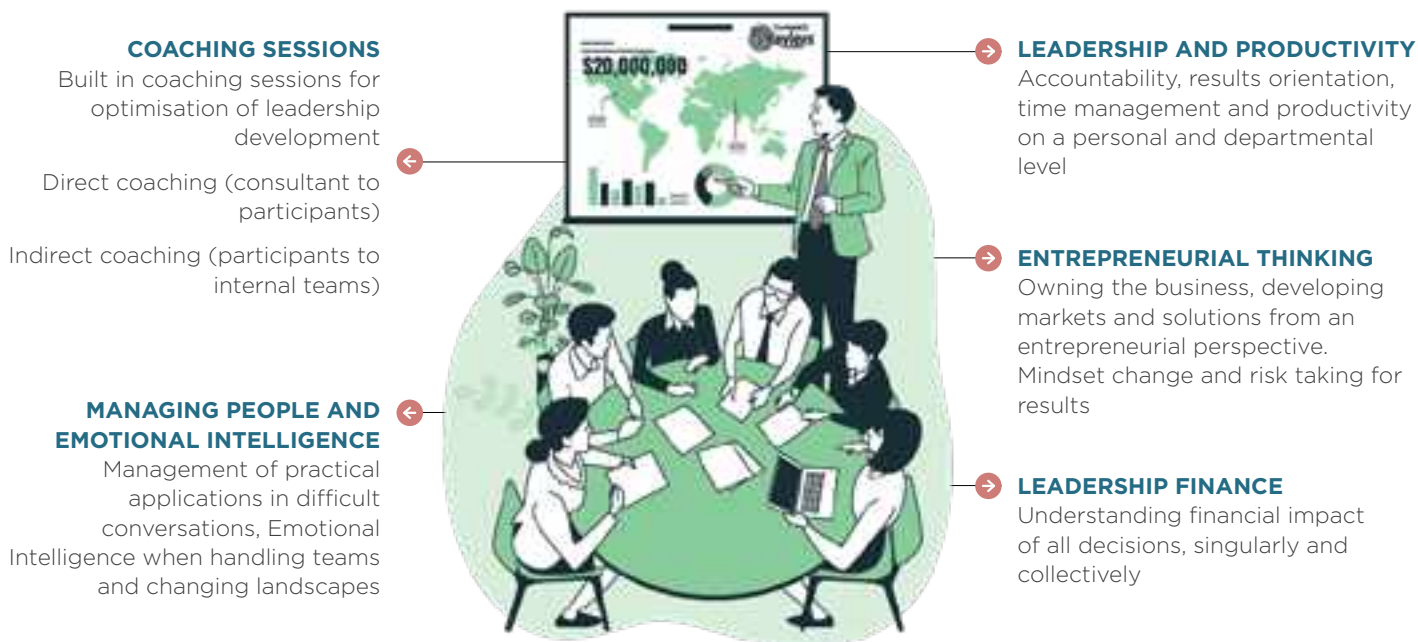 COACHING SESSIONS
Built in coaching sessions for
optimisation of leadership
development
Direct coaching (consultant to
participants)
Indirect coaching (participants to
internal teams)
MANAGING PEOPLE AND
EMOTIONAL INTELLIGENCE
Management of practical
applications in difficult
conversations, Emotional
Intelligence when handling teams
and changing landscapes
$20,000,000
LEADERSHIP AND PRODUCTIVITY
Accountability, results orientation,
time management and productivity
on a personal and departmental
level
ENTREPRENEURIAL THINKING
Owning the business, developing
markets and solutions from an
entrepreneurial perspective.
Mindset change and risk taking for
results
LEADERSHIP FINANCE
Understanding financial impact
of all decisions, singularly and
collectively